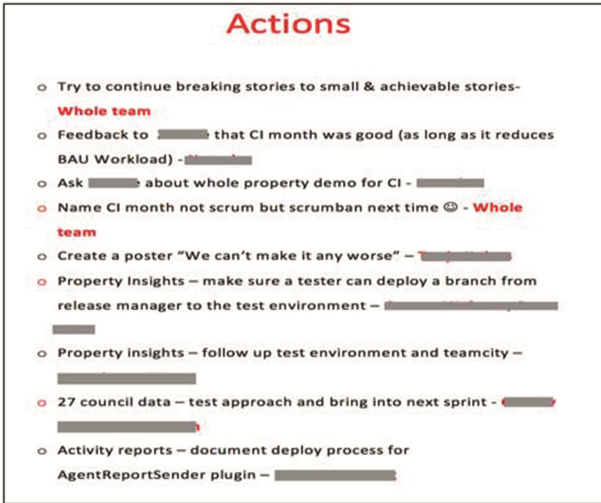 Actions
o Try to continue breaking stories to small & achievable stories-
Whole team
o Feedback to that CI month was good (as long as it reduces
BAU Workload) -
o Ask about whole property demo for CI -
o Name CI month not scrum but scrumban next time ☺ - Whole
team
o Create a poster “We can’t make it any worse” –
o Property Insights – make sure a tester can deploy a branch from
release manager to the test environment –
o Property insights – follow up test environment and teamcity –
o 27 council data – test approach and bring into next sprint -
o Activity reports – document deploy process for
AgentReportSender plugin –